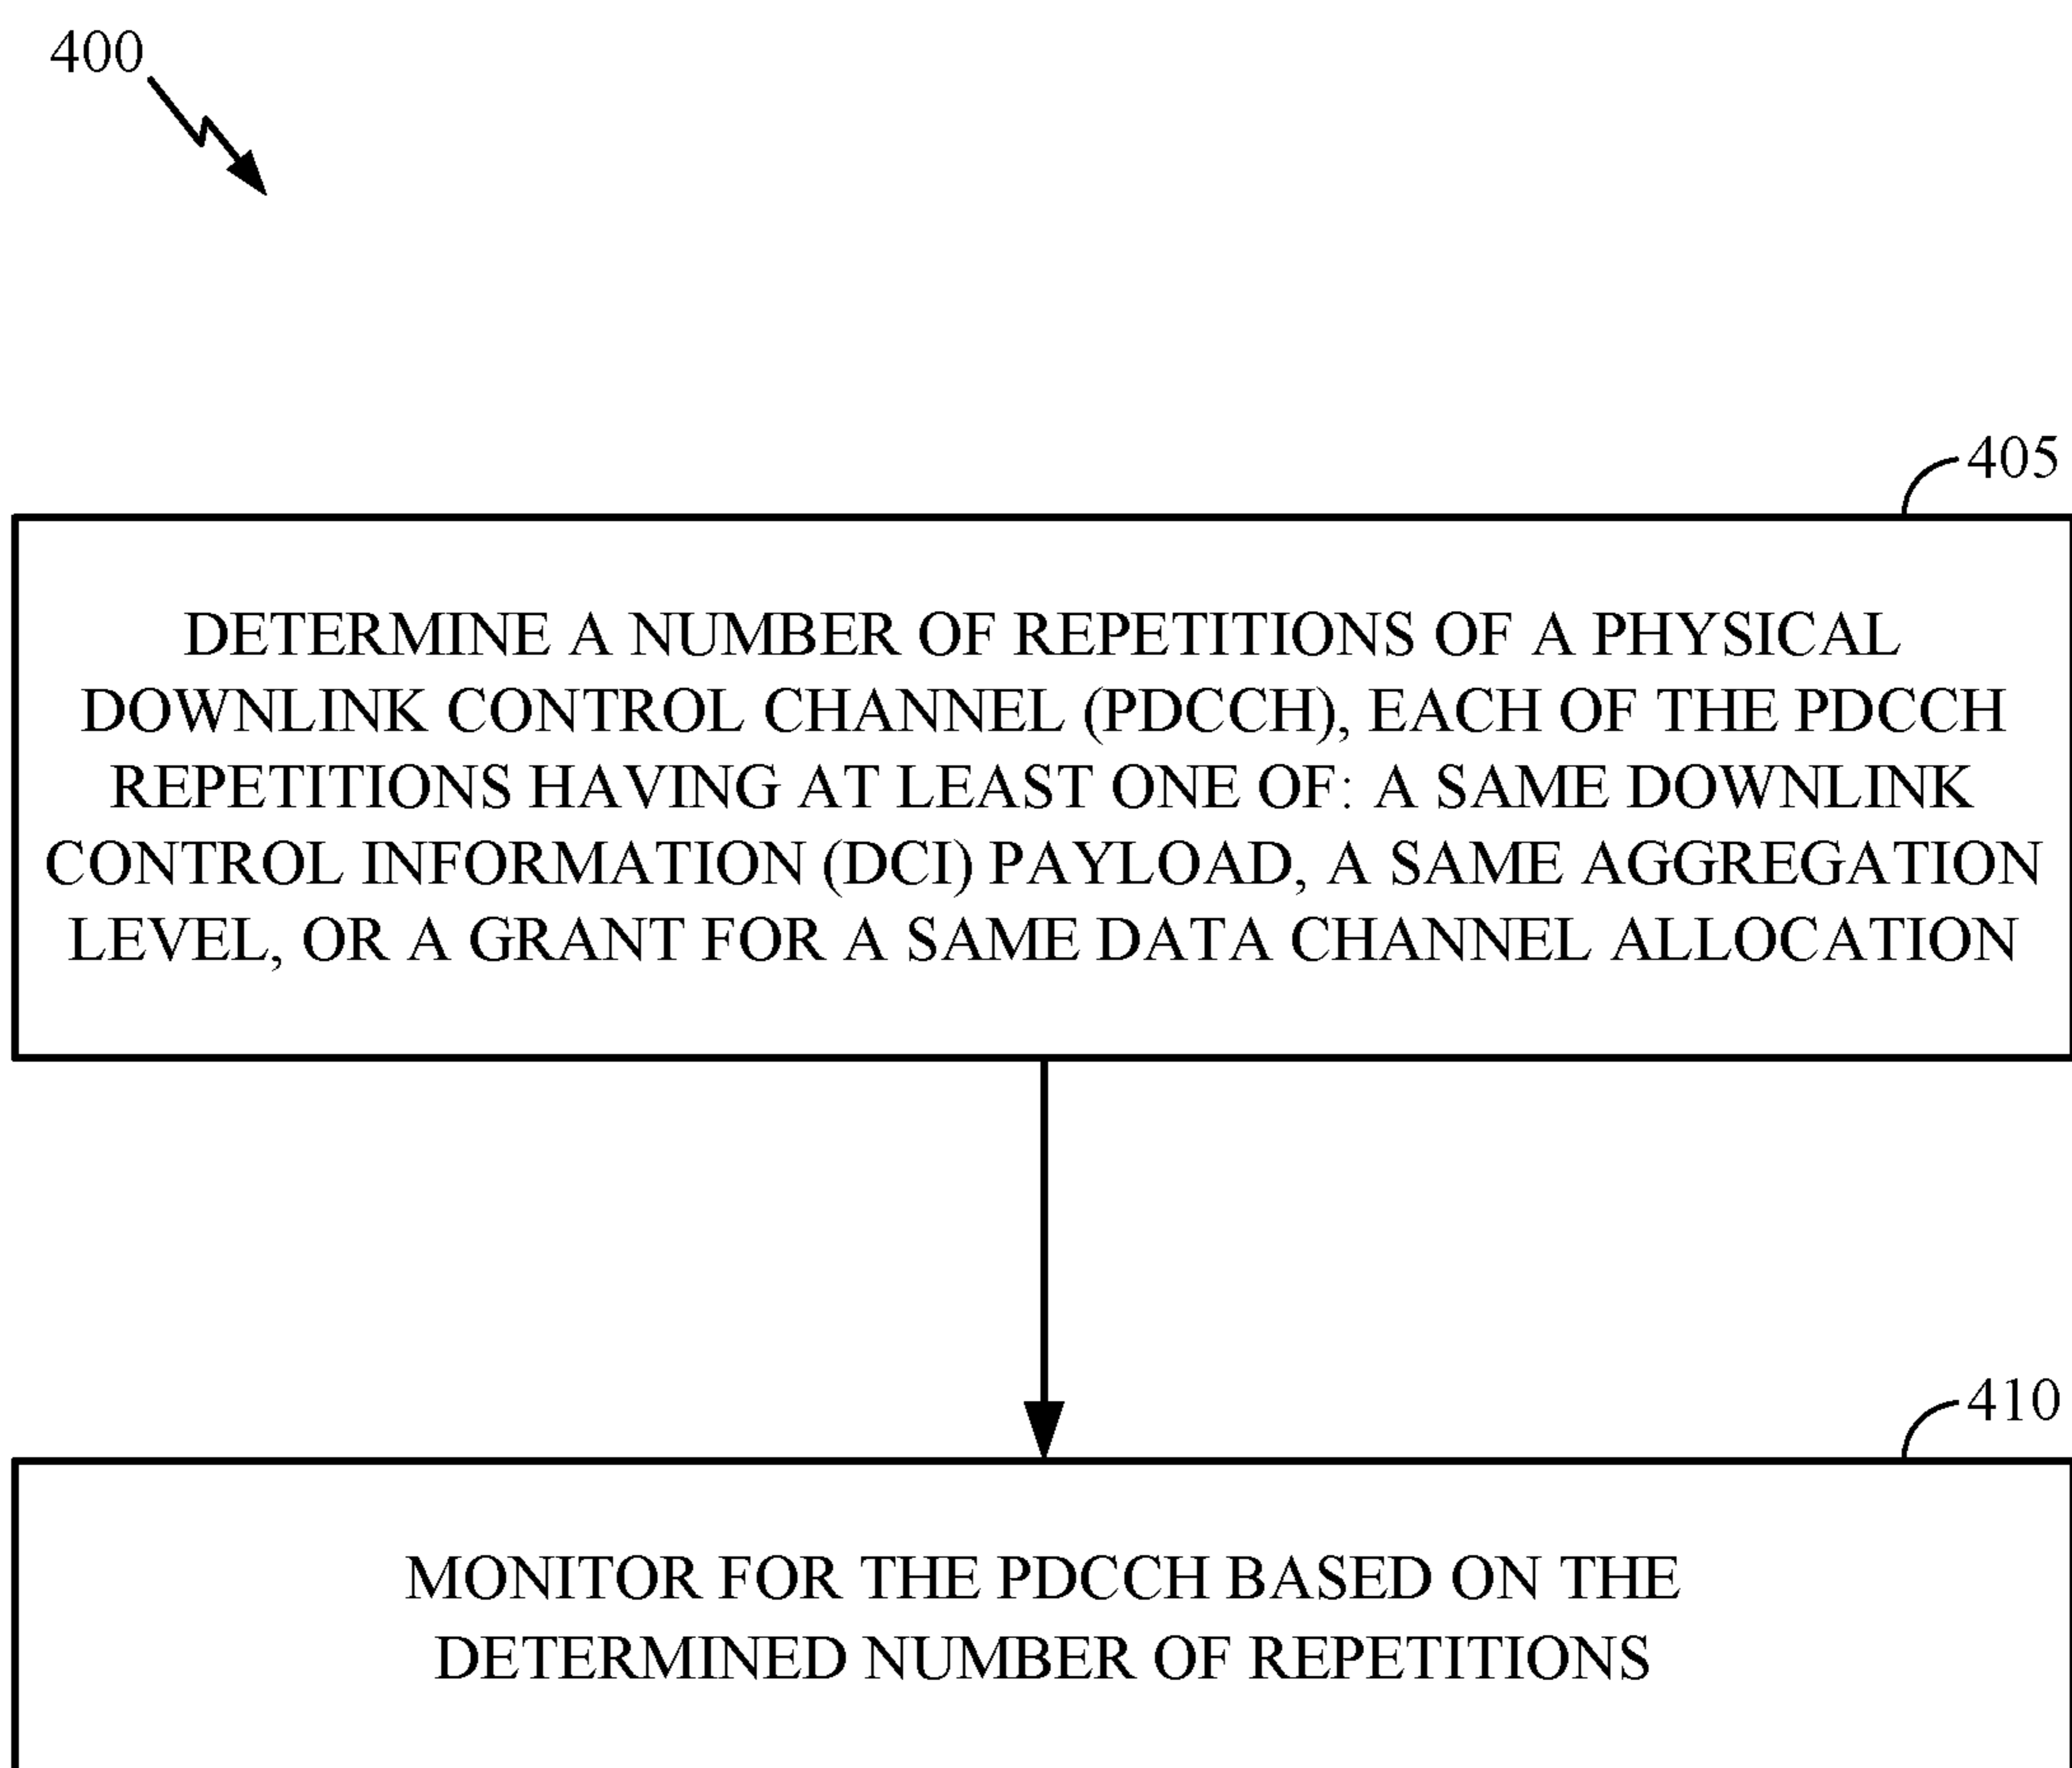 400
405
DETERMINE A NUMBER OF REPETITIONS OF A PHYSICAL
DOWNLINK CONTROL CHANNEL (PDCCH), EACH OF THE PDCCH
REPETITIONS HAVING AT LEAST ONE OF: A SAME DOWNLINK
CONTROL INFORMATION (DCI) PAYLOAD, A SAME AGGREGATION
LEVEL, OR A GRANT FOR A SAME DATA CHANNEL ALLOCATION
410
MONITOR FOR THE PDCCH BASED ON THE
DETERMINED NUMBER OF REPETITIONS